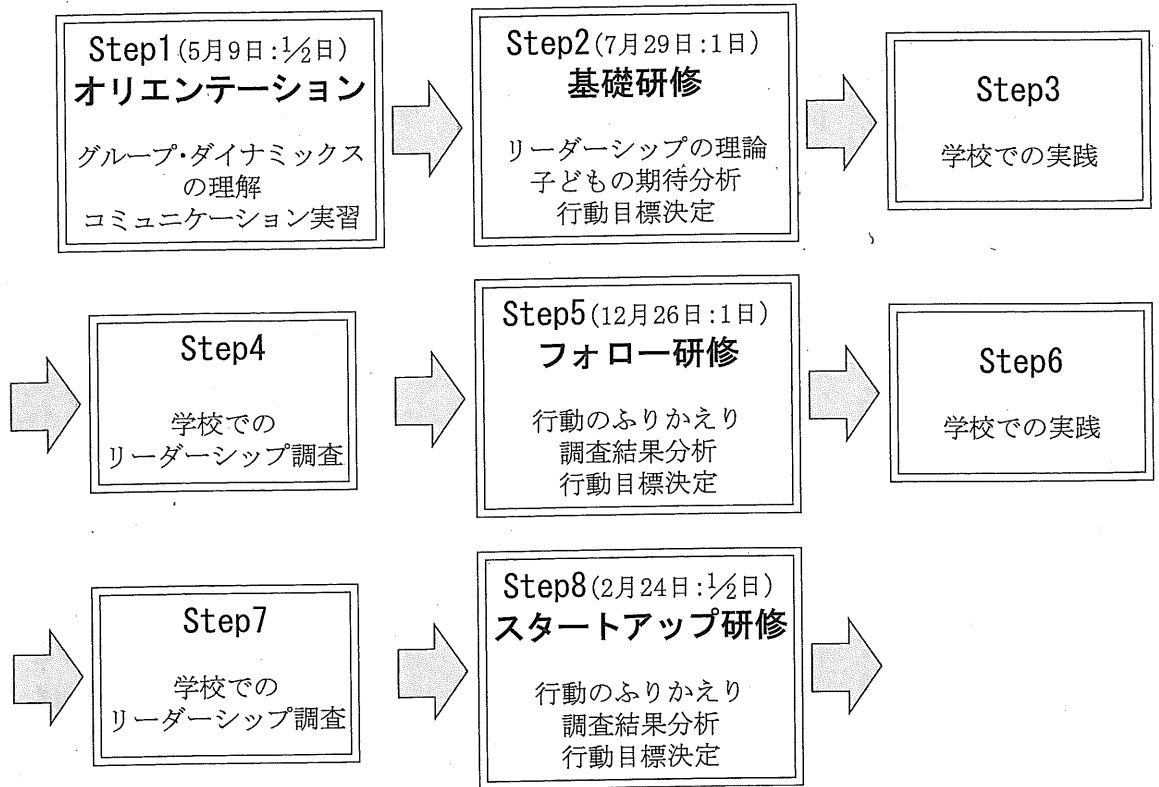 Step1(5月9日:1/2日)
オリエンテーション
グループ・ダイナミックス
の理解
コミュニケーション実習
Step2(7月29日:1日)
基礎研修
リーダーシップの理論
子どもの期待分析
行動目標決定
Step3
学校での実践
Step4
学校での
リーダーシップ調査
Step5(12月26日:1日)
フォロー研修
行動のふりかえり
調査結果分析
行動目標決定
Step6
学校での実践
Step7
学校での
リーダーシップ調査
Step8(2月24日:1/2日)
スタートアップ研修
行動のふりかえり
調査結果分析
行動目標決定